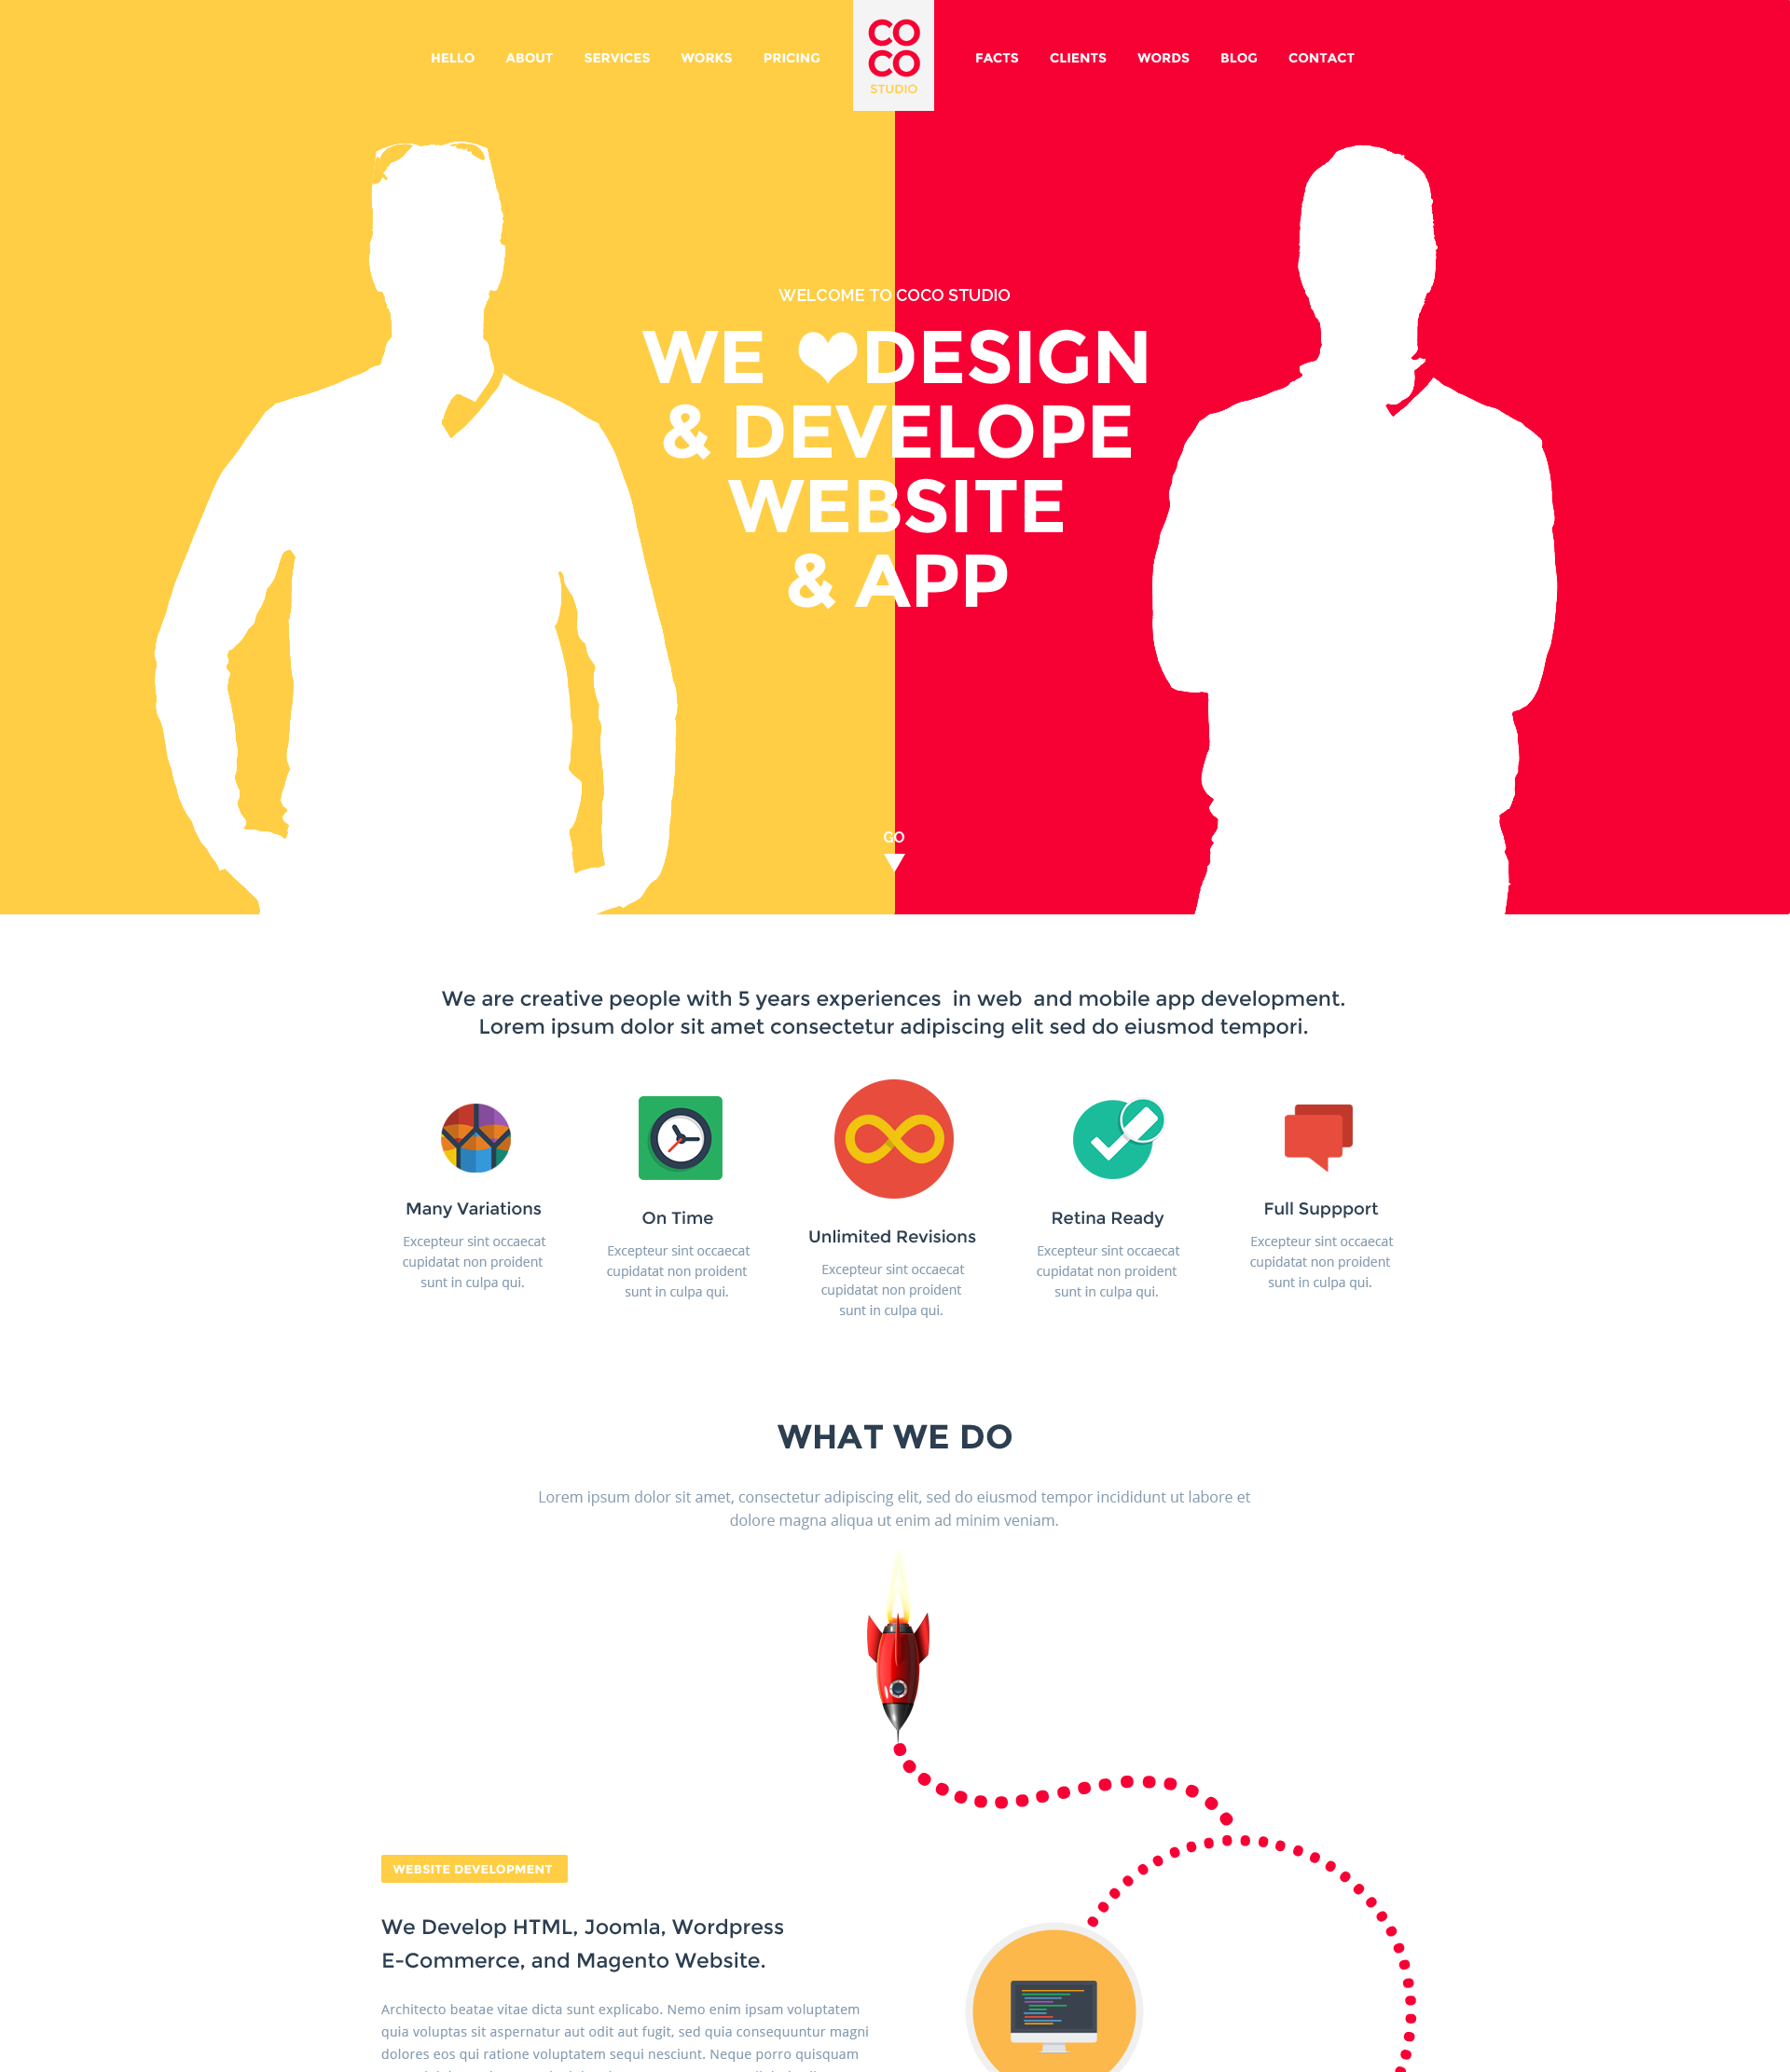 HELLO ABOUT SERVICES WORKS PRICING
CO
CO
STUDIO
FACTS CLIENTS WORDS BLOG CONTACT
WELCOME TO COCO STUDIO
WE ❤DESIGN
& DEVELOPE
WEBSITE
& APP
GO
We are creative people with 5 years experiences in web and mobile app development.
Lorem ipsum dolor sit amet consectetur adipiscing elit sed do eiusmod tempori.
Many Variations
Excepteur sint occaecat
cupidatat non proident
sunt in culpa qui.
On Time
Excepteur sint occaecat
cupidatat non proident
sunt in culpa qui.
Unlimited Revisions
Excepteur sint occaecat
cupidatat non proident
sunt in culpa qui.
Retina Ready
Excepteur sint occaecat
cupidatat non proident
sunt in culpa qui.
Full Suppport
Excepteur sint occaecat
cupidatat non proident
sunt in culpa qui.
WHAT WE DO
Lorem ipsum dolor sit amet, consectetur adipiscing elit, sed do eiusmod tempor incididunt ut labore et
dolore magna aliqua ut enim ad minim veniam.
WEBSITE DEVELOPMENT
We Develop HTML, Joomla, Wordpress
E-Commerce, and Magento Website.
Architecto beatae vitae dicta sunt explicabo. Nemo enim ipsam voluptatem
quia voluptas sit aspernatur aut odit aut fugit, sed quia consequuntur magni
dolores eos qui ratione voluptatem sequi nesciunt. Neque porro quisquam